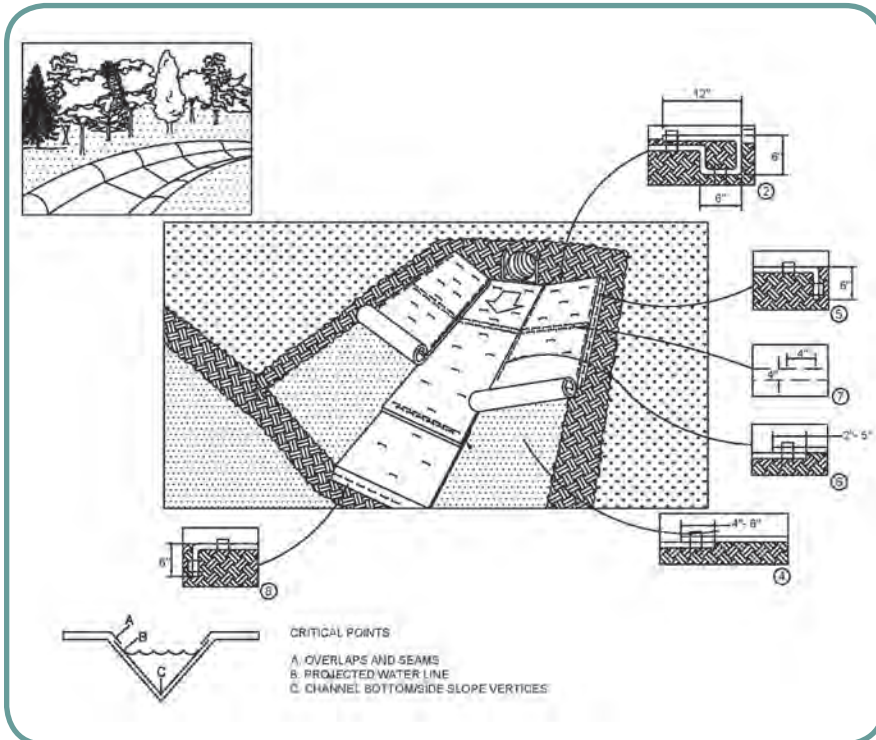 12"
6"
6"
②
6"
⑤
4"
4"
⑦
2"- 5"
⑥
4"- 6"
④
6"
⑧
A
B
C
CRITICAL POINTS
A. OVERLAPS AND SEAMS
B. PROJECTED WATER LINE
C. CHANNEL BOTTOM/SIDE SLOPE VERTICES